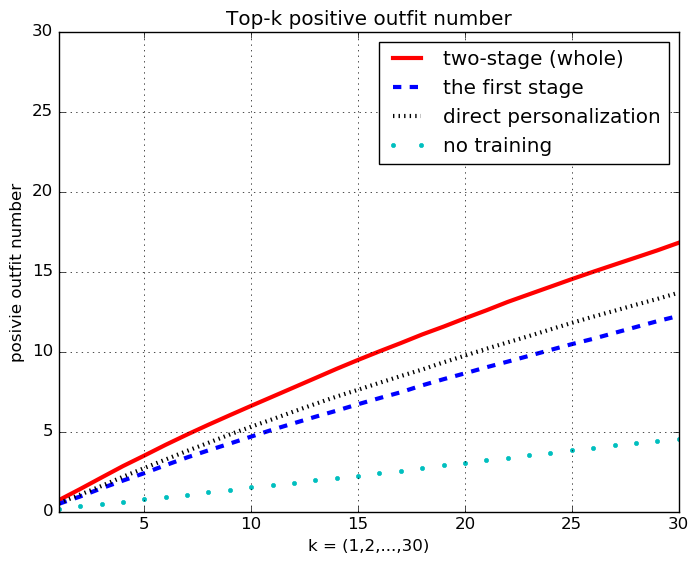 Top-k positive outfit number
30
25
20
15
10
5
0
posivie outfit number
two-stage (whole)
the first stage
direct personalization
no training
5 10 15 20 25 30
k = (1,2,...,30)